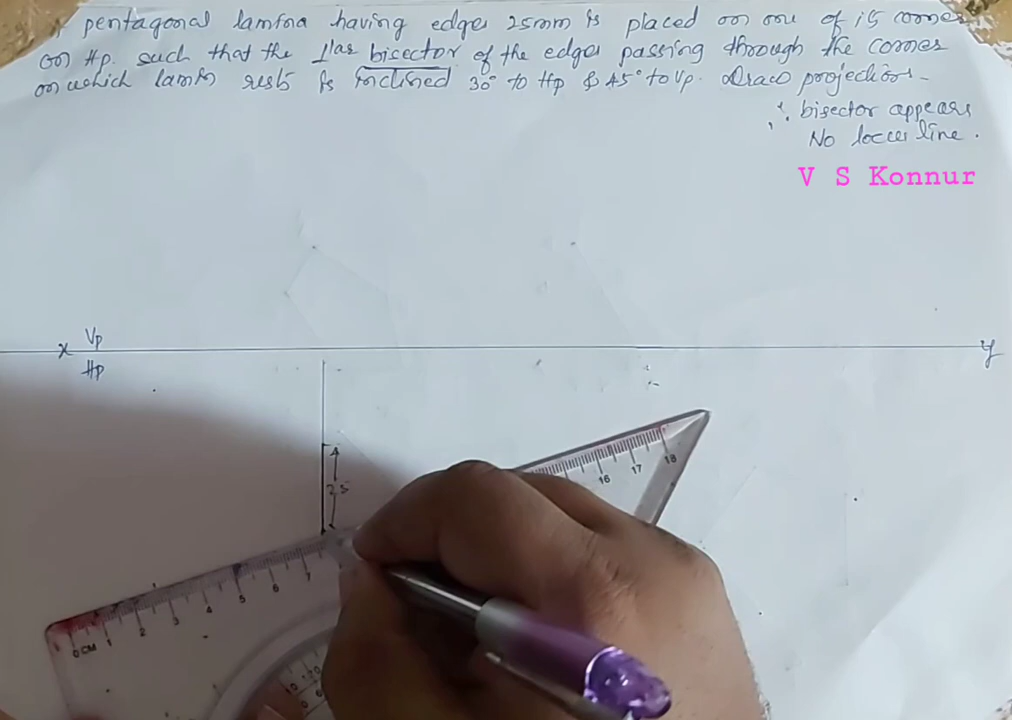 pentagonal lamina having edges 25mm is placed on one of its corner
on Hp. such that the ⊥lar bisector of the edge passing through the corner
on which lamin rests is inclined 30° to Hp & 45° to Vp. Draw projections.
∴ bisector appears
No locus line.
V S Konnur
Vp
x
y
Hp
25
0 CM 1 2 3 4 5 6 7
16 17 18